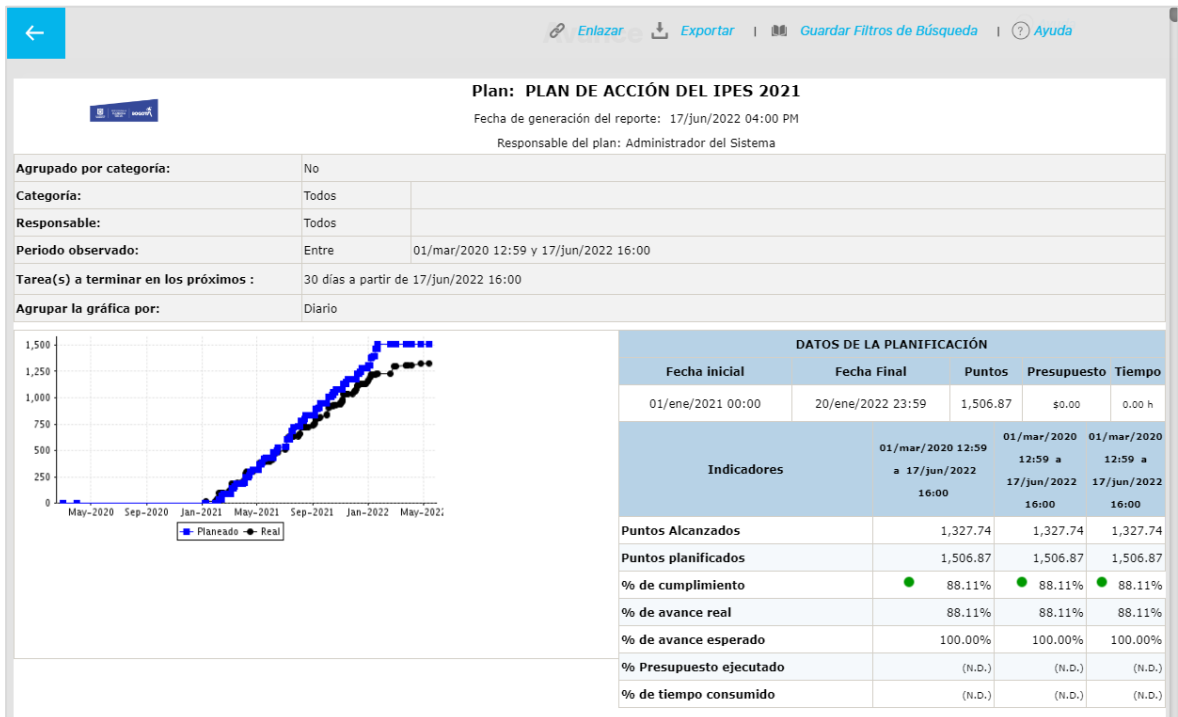 Enlazar Exportar | Guardar Filtros de Búsqueda | ? Ayuda
Avance
Plan: PLAN DE ACCIÓN DEL IPES 2021
BOGOTÁ
Fecha de generación del reporte: 17/jun/2022 04:00 PM
Responsable del plan: Administrador del Sistema
Agrupado por categoría: No
Categoría: Todos
Responsable: Todos
Periodo observado: Entre 01/mar/2020 12:59 y 17/jun/2022 16:00
Tarea(s) a terminar en los próximos : 30 días a partir de 17/jun/2022 16:00
Agrupar la gráfica por: Diario
1,500
1,250
1,000
750
500
250
0
May-2020 Sep-2020 Jan-2021 May-2021 Sep-2021 Jan-2022 May-2022
Planeado Real
DATOS DE LA PLANIFICACIÓN
Fecha inicial Fecha Final Puntos Presupuesto Tiempo
01/ene/2021 00:00 20/ene/2022 23:59 1,506.87 $0.00 0.00 h
Indicadores
01/mar/2020 12:59
a 17/jun/2022
16:00
01/mar/2020
12:59 a
17/jun/2022
16:00
01/mar/2020
12:59 a
17/jun/2022
16:00
Puntos Alcanzados 1,327.74 1,327.74 1,327.74
Puntos planificados 1,506.87 1,506.87 1,506.87
% de cumplimiento 88.11% 88.11% 88.11%
% de avance real 88.11% 88.11% 88.11%
% de avance esperado 100.00% 100.00% 100.00%
% Presupuesto ejecutado (N.D.) (N.D.) (N.D.)
% de tiempo consumido (N.D.) (N.D.) (N.D.)